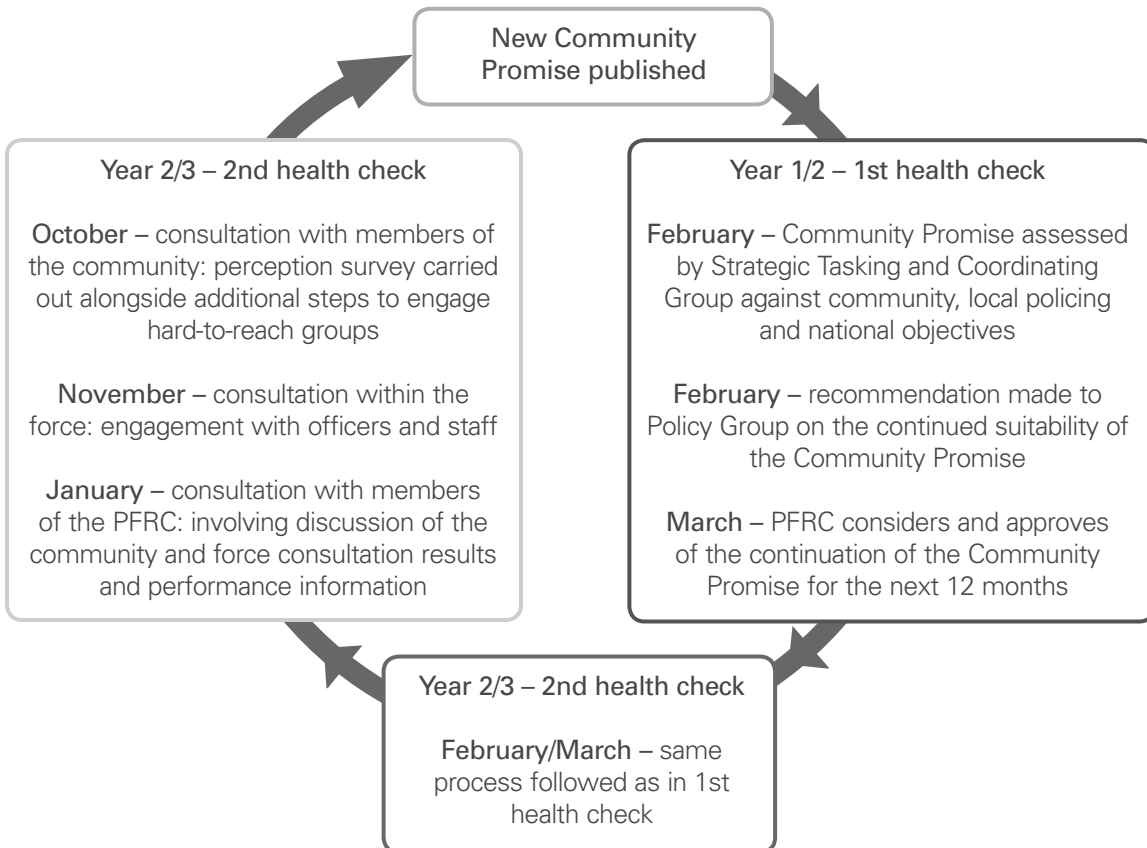 New Community
Promise published
Year 1/2 – 1st health check
February – Community Promise assessed
by Strategic Tasking and Coordinating
Group against community, local policing
and national objectives
February – recommendation made to
Policy Group on the continued suitability of
the Community Promise
March – PFRC considers and approves
of the continuation of the Community
Promise for the next 12 months
Year 2/3 – 2nd health check
February/March – same
process followed as in 1st
health check
Year 2/3 – 2nd health check
October – consultation with members of
the community: perception survey carried
out alongside additional steps to engage
hard-to-reach groups
November – consultation within the
force: engagement with officers and staff
January – consultation with members
of the PFRC: involving discussion of the
community and force consultation results
and performance information